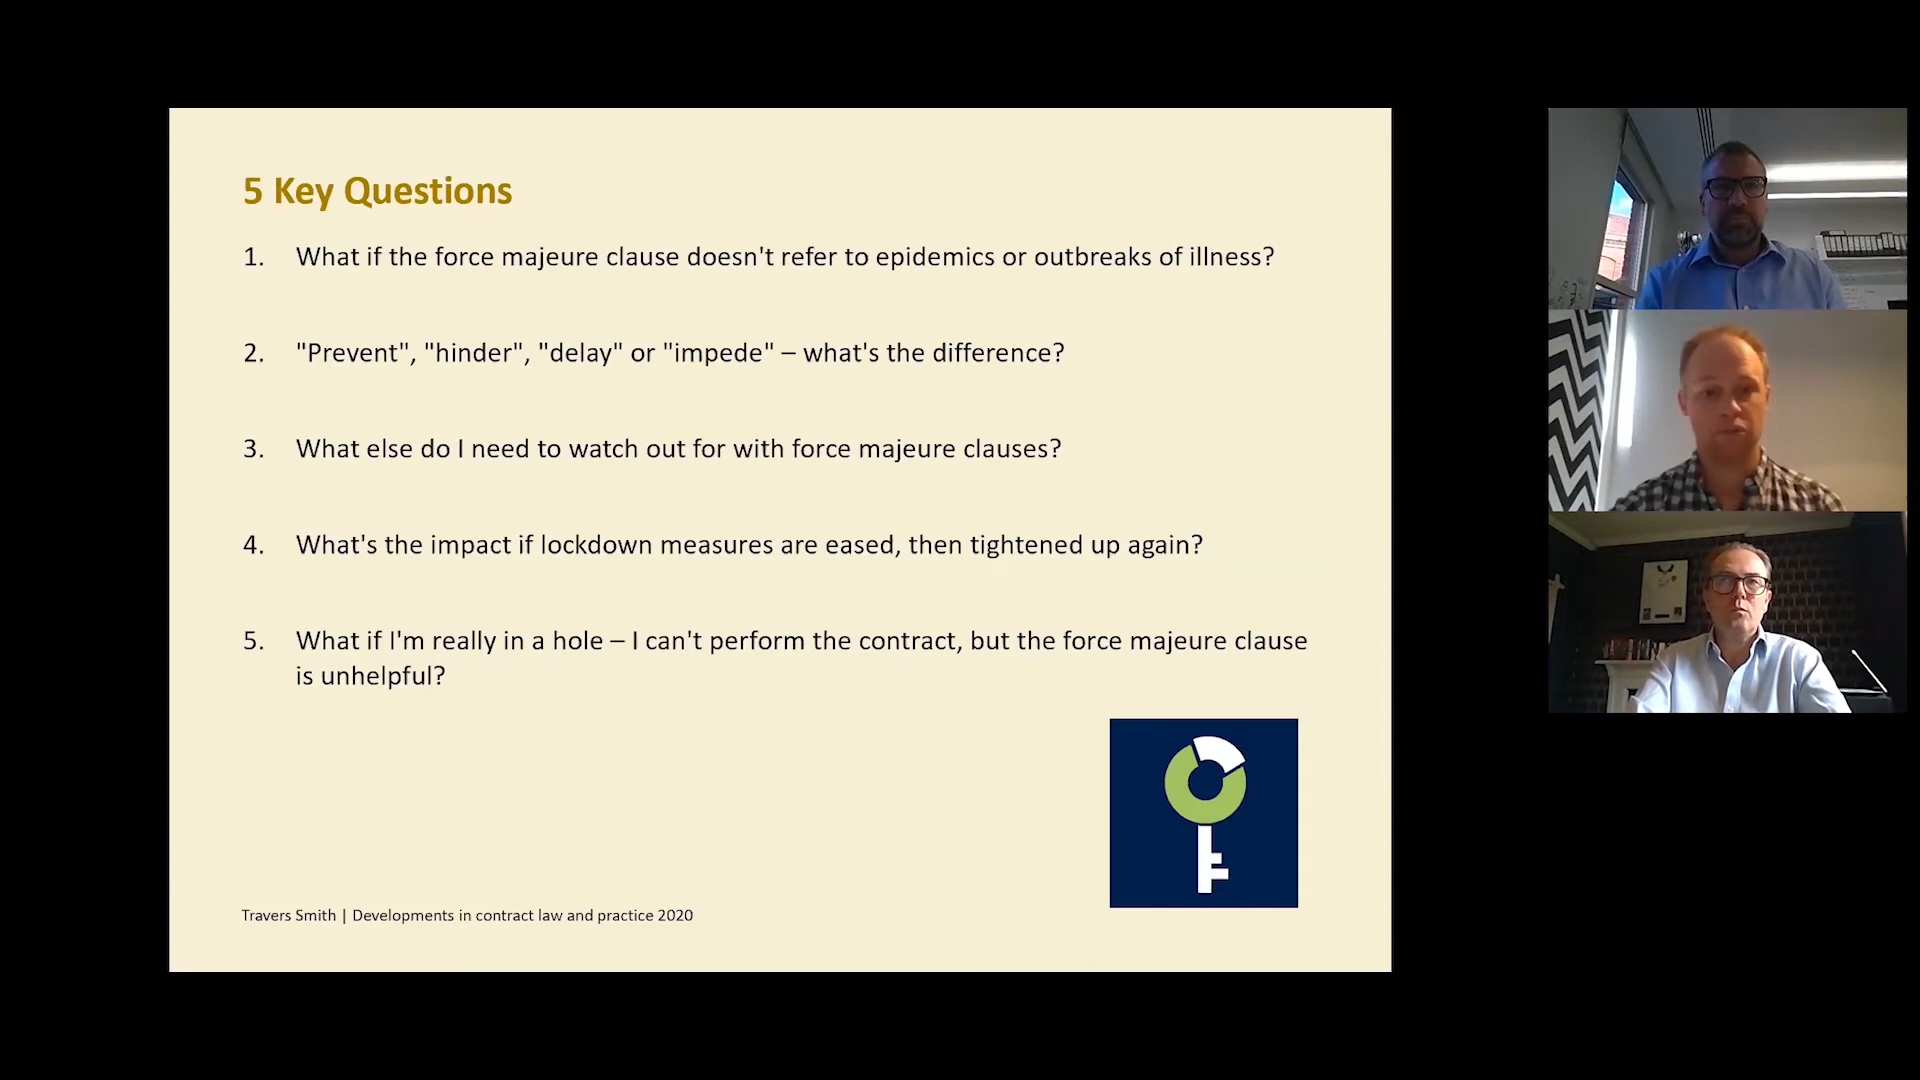 5 Key Questions
1. What if the force majeure clause doesn't refer to epidemics or outbreaks of illness?
2. "Prevent", "hinder", "delay" or "impede" – what's the difference?
3. What else do I need to watch out for with force majeure clauses?
4. What's the impact if lockdown measures are eased, then tightened up again?
5. What if I'm really in a hole – I can't perform the contract, but the force majeure clause
is unhelpful?
Travers Smith | Developments in contract law and practice 2020